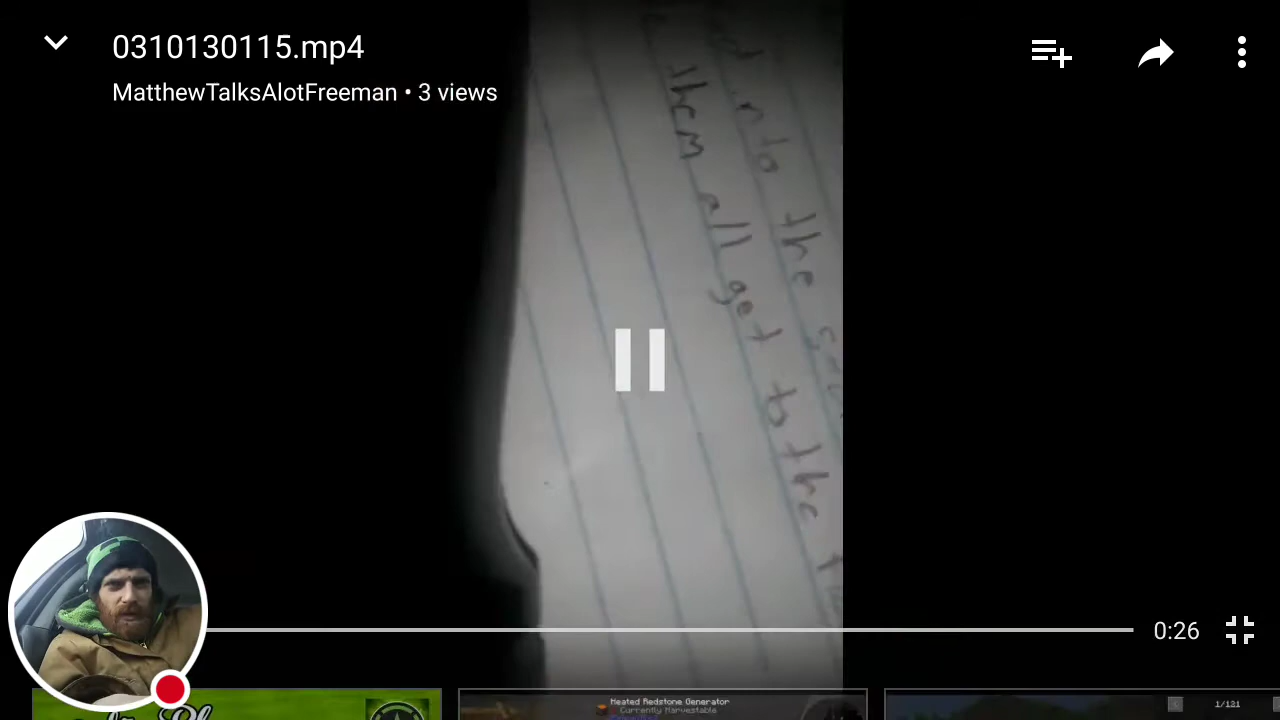 0310130115.mp4
MatthewTalksAlotFreeman • 3 views
into the
them all get to the
0:26
Heated Redstone Generator
Currently Harvestable
1/121